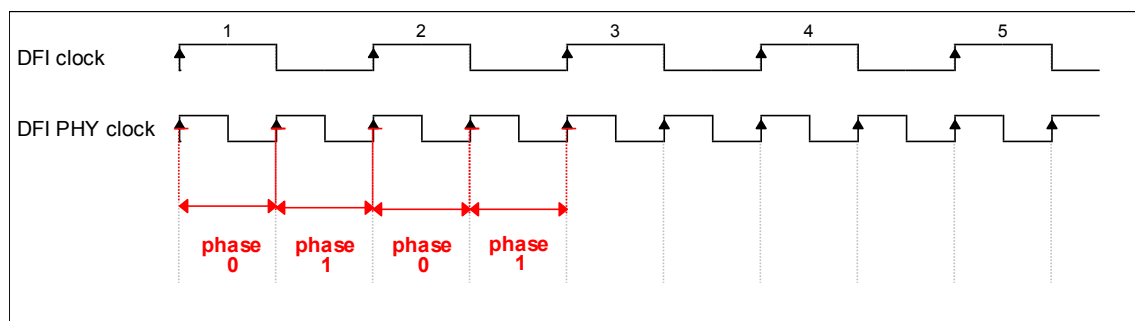 1 2 3 4 5
DFI clock
DFI PHY clock
phase phase phase phase
0 1 0 1